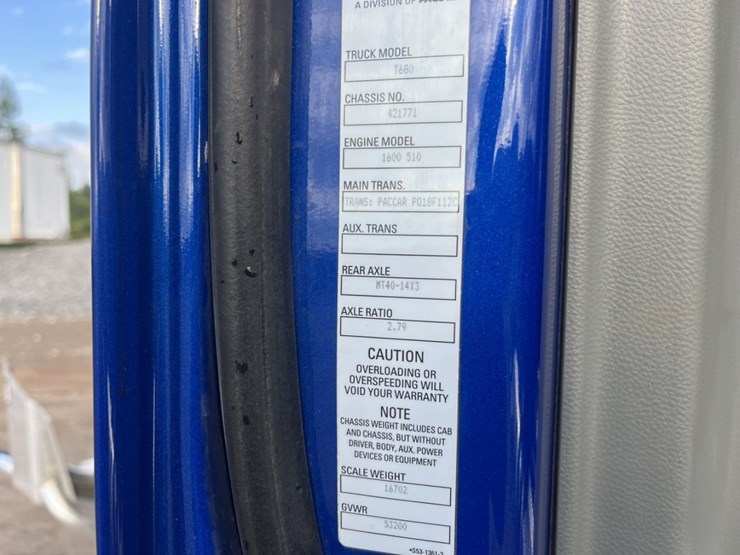 A DIVISION OF
TRUCK MODEL
T680
CHASSIS NO.
421771
ENGINE MODEL
1600 510
MAIN TRANS.
TRANS: PACCAR PO18F112C
AUX. TRANS
REAR AXLE
MT40-14X3
AXLE RATIO
2.79
CAUTION
OVERLOADING OR
OVERSPEEDING WILL
VOID YOUR WARRANTY
NOTE
CHASSIS WEIGHT INCLUDES CAB
AND CHASSIS, BUT WITHOUT
DRIVER, BODY, AUX. POWER
DEVICES OR EQUIPMENT
SCALE WEIGHT
16702
GVWR
53200